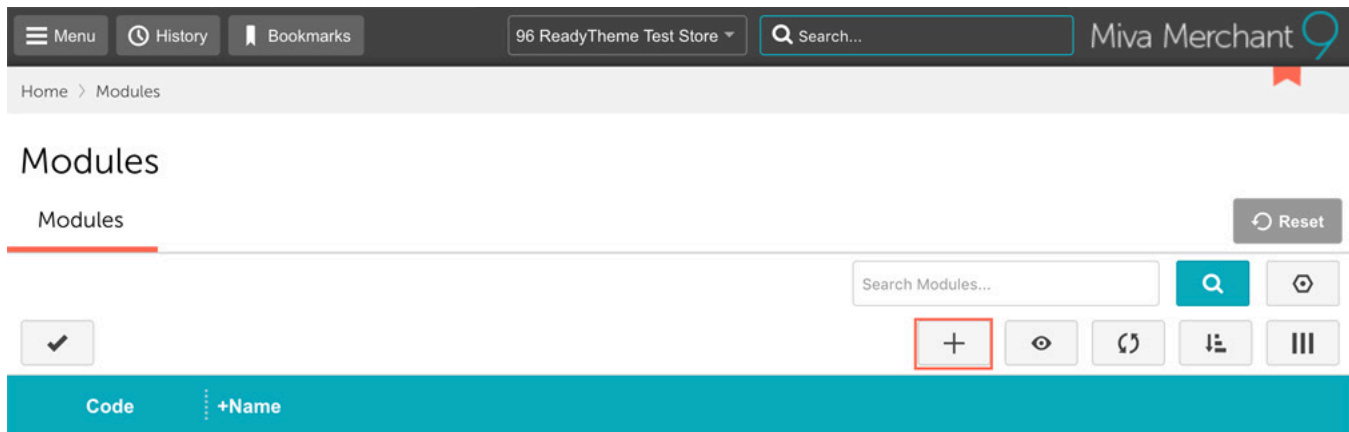 Menu History Bookmarks 96 ReadyTheme Test Store Search... Miva Merchant 9
Home > Modules
Modules
Modules Reset
Search Modules...
Code +Name